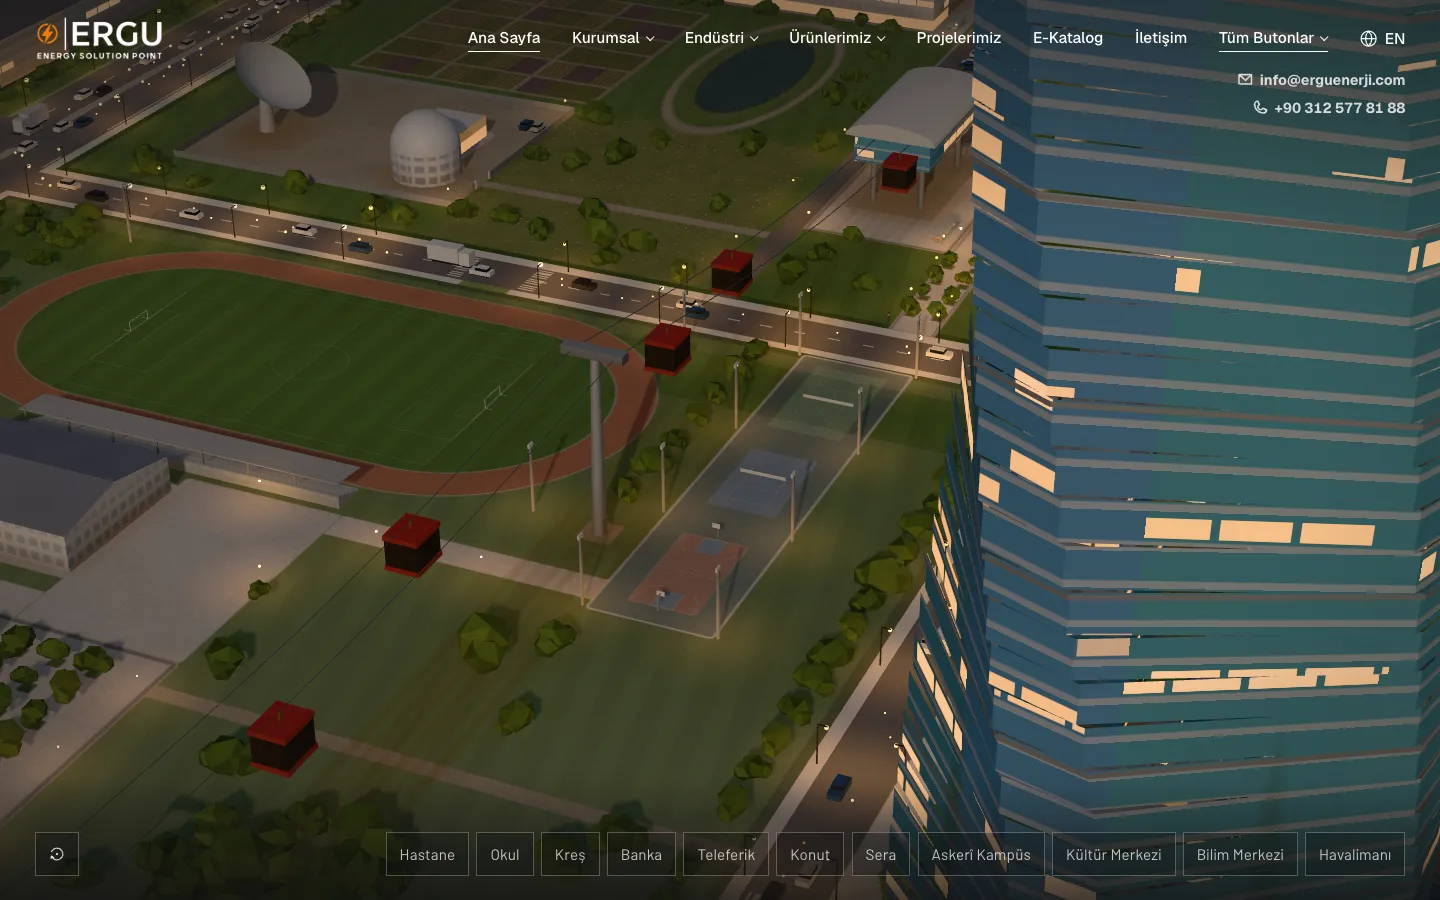 ERGU
ENERGY SOLUTION POINT
Ana Sayfa
Kurumsal
Endüstri
Ürünlerimiz
Projelerimiz
E-Katalog
İletişim
Tüm Butonlar
EN
info@erguenerji.com
+90 312 577 81 88
Hastane
Okul
Kreş
Banka
Teleferik
Konut
Sera
Askerî Kampüs
Kültür Merkezi
Bilim Merkezi
Havalimanı